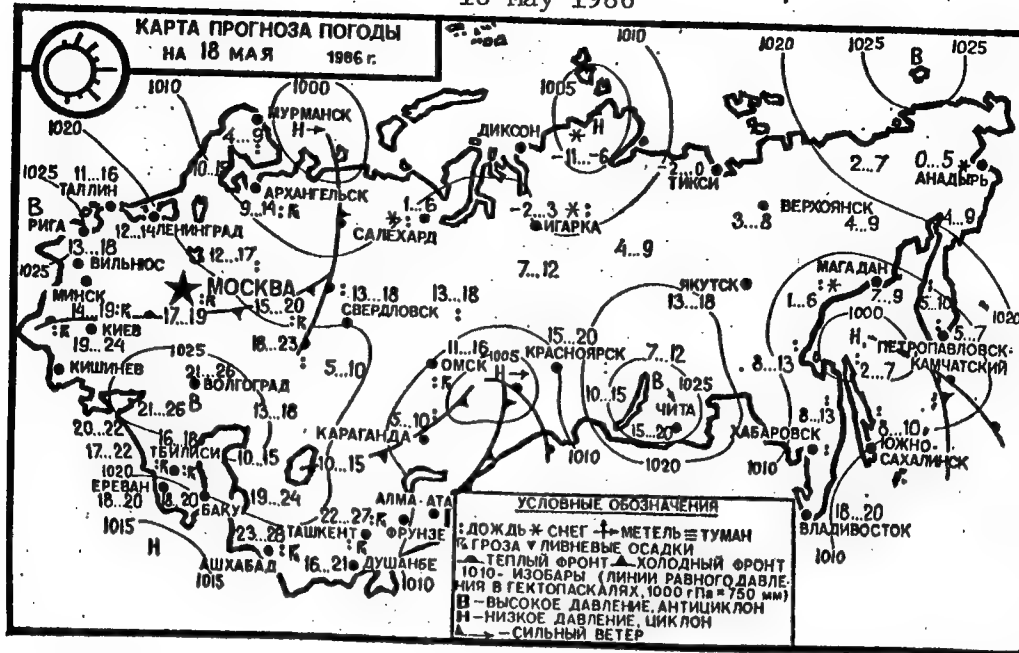 18 May 1986
КАРТА ПРОГНОЗА ПОГОДЫ
НА 18 МАЯ 1986 г.
1010
1000
1020
1010
1005
1020
1025
1025
В
МУРМАНСК
Н
4...9
ДИКСОН
Н
-11...-6
-2...0
ТИКСИ
2...7
0...5
АНАДЫРЬ
1025
11...16
ТАЛЛИН
АРХАНГЕЛЬСК
9...14
1...6
САЛЕХАРД
-2...3
ИГАРКА
3...8
ВЕРХОЯНСК
4...9
4...9
В
РИГА
12...14
ЛЕНИНГРАД
13...18
ВИЛЬНЮС
12...17
4...9
7...12
1025
МИНСК
МОСКВА
14...19
17...19
15...20
13...18
СВЕРДЛОВСК
13...18
ЯКУТСК
13...18
МАГАДАН
1...6
7...9
5...10
1020
1000
КИЕВ
19...24
18...23
5...7
ПЕТРОПАВЛОВСК-
КАМЧАТСКИЙ
Н
2...7
КИШИНЕВ
1025
21...26
ВОЛГОГРАД
В
5...10
11...16
ОМСК
1005
Н
15...20
КРАСНОЯРСК
7...12
10...15
В
1025
ЧИТА
15...20
8...13
21...26
20...22
13...18
5...10
КАРАГАНДА
8...13
ХАБАРОВСК
8...10
ЮЖНО-
САХАЛИНСК
17...22
16...18
ТБИЛИСИ
10...15
10...15
1010
1020
1010
1020
ЕРЕВАН
18...20
18...20
БАКУ
19...24
АЛМА-АТА
18...20
ВЛАДИВОСТОК
1010
1015
Н
22...27
ТАШКЕНТ
ФРУНЗЕ
23...28
АШХАБАД
1015
16...21
ДУШАНБЕ
1010
УСЛОВНЫЕ ОБОЗНАЧЕНИЯ
ДОЖДЬ СНЕГ МЕТЕЛЬ ТУМАН
ГРОЗА ЛИВНЕВЫЕ ОСАДКИ
ТЕПЛЫЙ ФРОНТ ХОЛОДНЫЙ ФРОНТ
1010- ИЗОБАРЫ (ЛИНИИ РАВНОГО ДАВЛЕ-
НИЯ В ГЕКТОПАСКАЛЯХ, 1000 гПа = 750 мм)
В -ВЫСОКОЕ ДАВЛЕНИЕ, АНТИЦИКЛОН
Н -НИЗКОЕ ДАВЛЕНИЕ, ЦИКЛОН
-СИЛЬНЫЙ ВЕТЕР